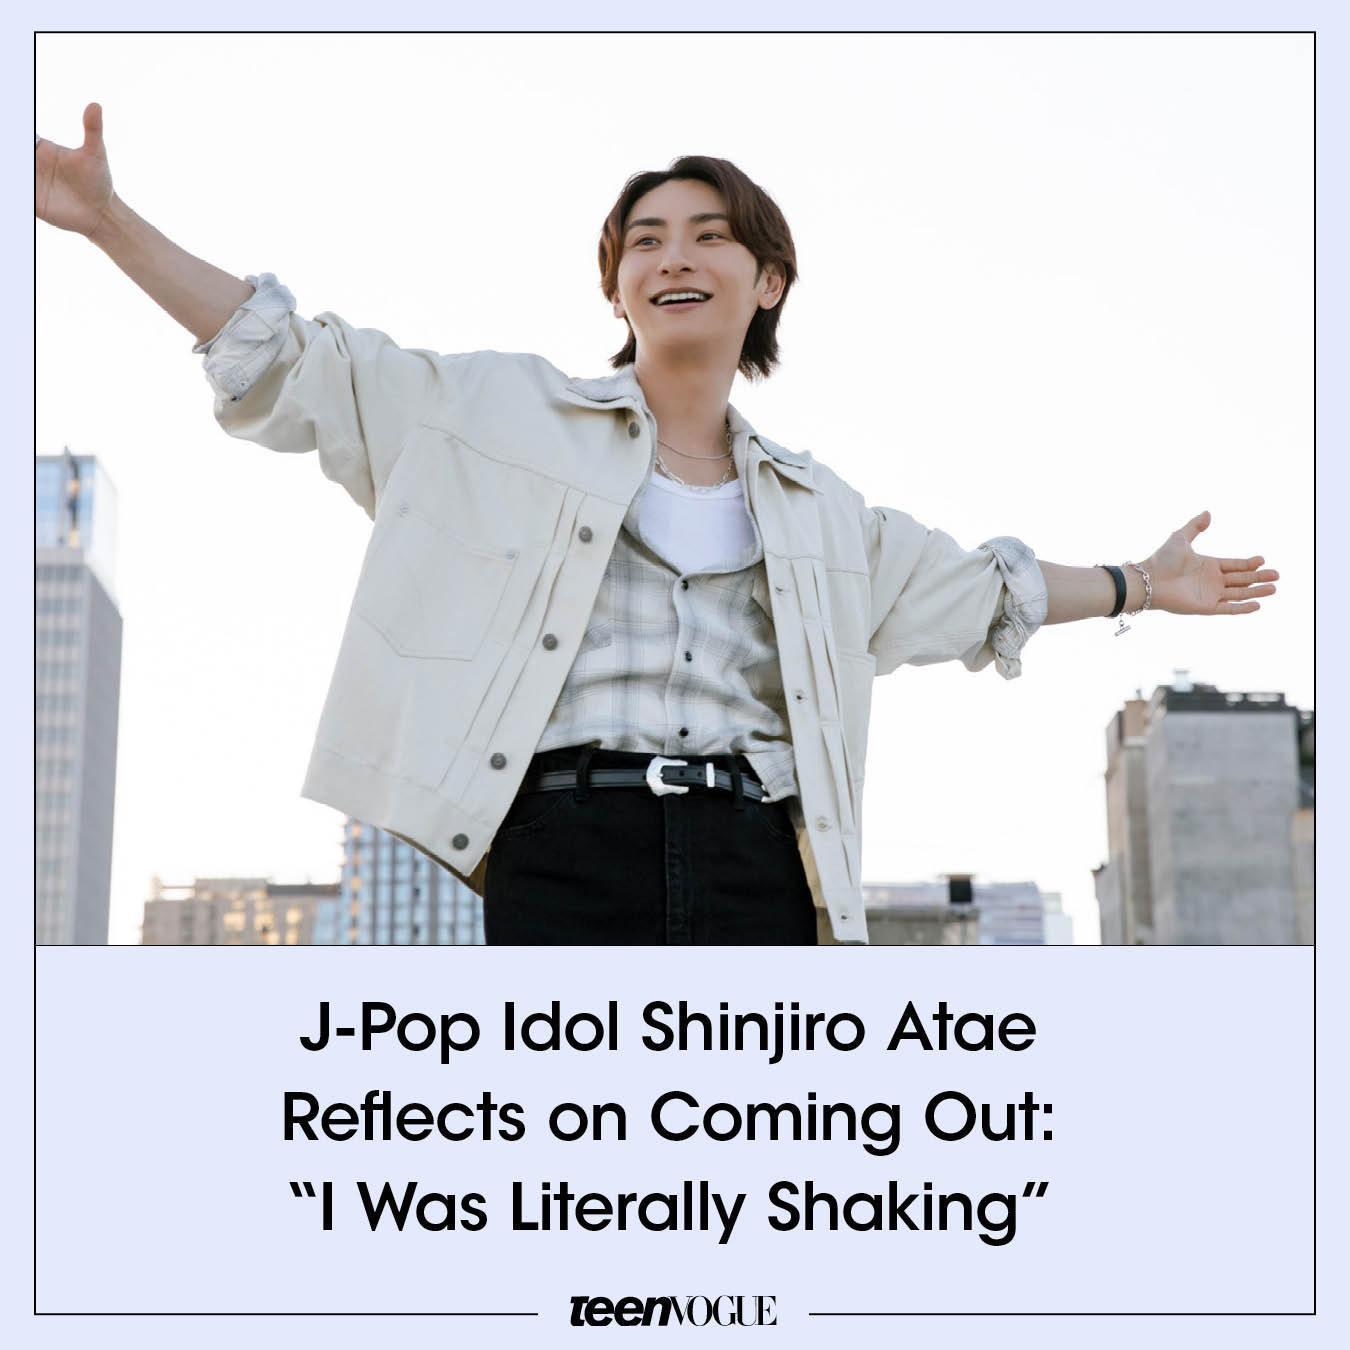 J-Pop Idol Shinjiro Atae
Reflects on Coming Out:
“I Was Literally Shaking”
teenVOGUE